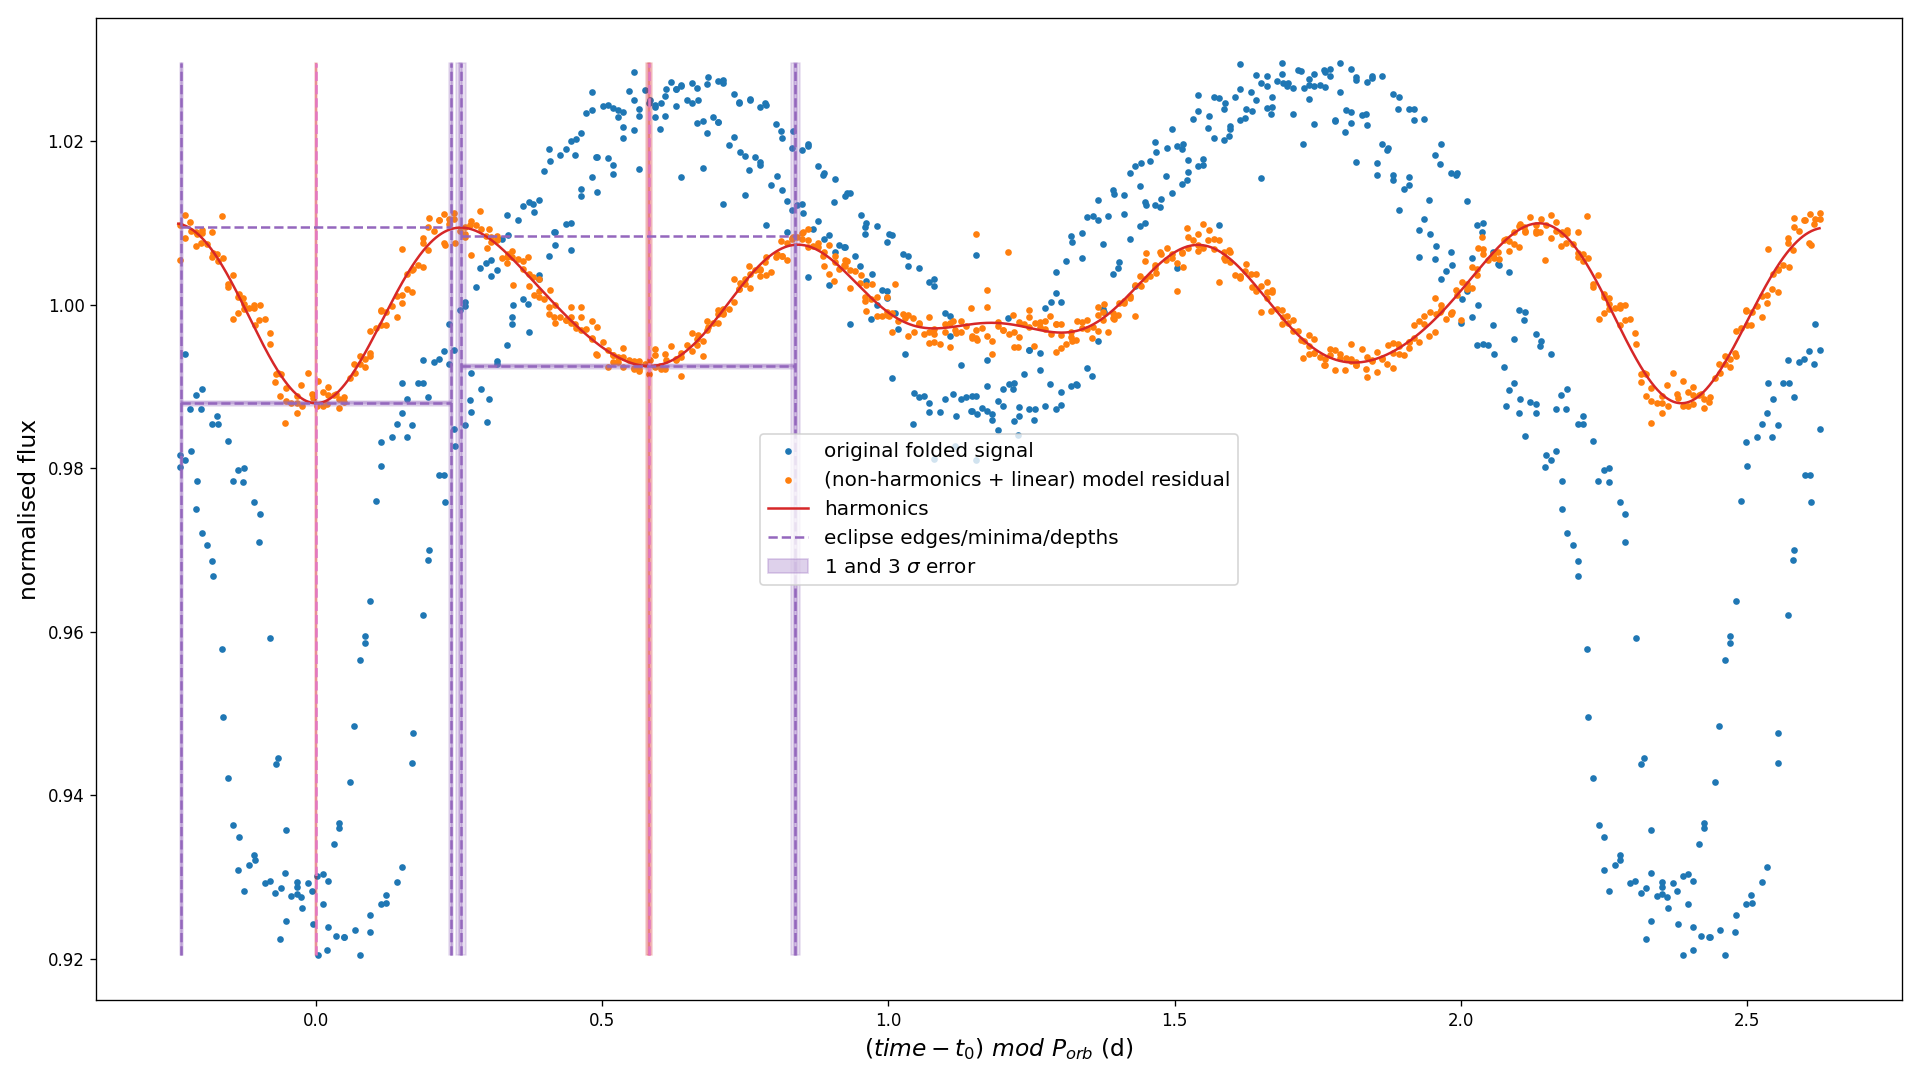 normalised flux
1.02
1.00
0.98
0.96
0.94
0.92
original folded signal
(non-harmonics + linear) model residual
harmonics
eclipse edges/minima/depths
1 and 3 σ error
0.0 0.5 1.0 1.5 2.0 2.5
(time − t₀) mod P_orb (d)